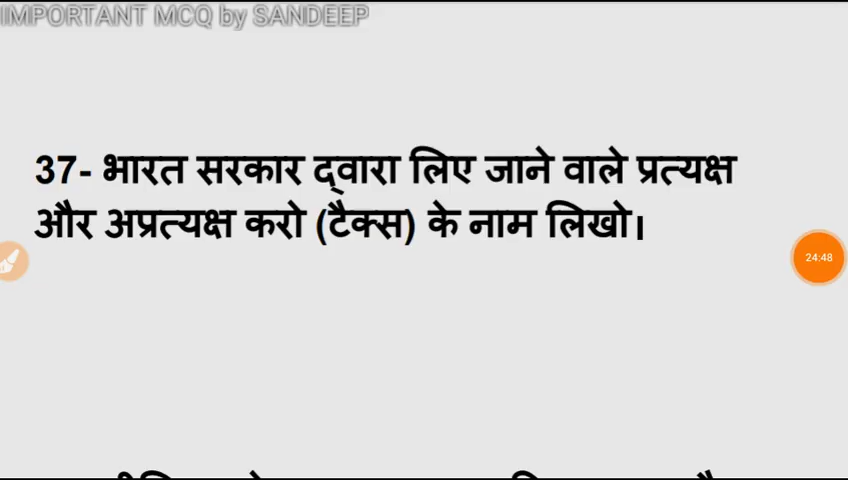 IMPORTANT MCQ by SANDEEP
37- भारत सरकार द्वारा लिए जाने वाले प्रत्यक्ष
और अप्रत्यक्ष करो (टैक्स) के नाम लिखो।
24:48